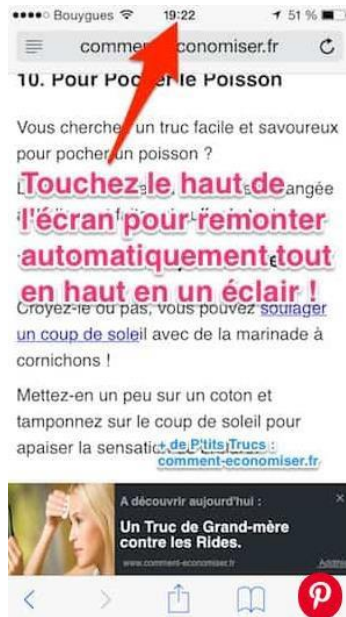 Bouygues 19:22 51 %
comment-economiser.fr
10. Pour Pocher le Poisson
Vous cherchez un truc facile et savoureux
pour pocher un poisson ?
Touchez le haut de
l'écran pour remonter
automatiquement tout
en haut en un éclair !
Croyez-le ou pas, vous pouvez soulager
un coup de soleil avec de la marinade à
cornichons !
Mettez-en un peu sur un coton et
tamponnez sur le coup de soleil pour
apaiser la
+ de P'tits Trucs :
comment-economiser.fr
A découvrir aujourd'hui :
Un Truc de Grand-mère
contre les Rides.
www.comment-economiser.fr